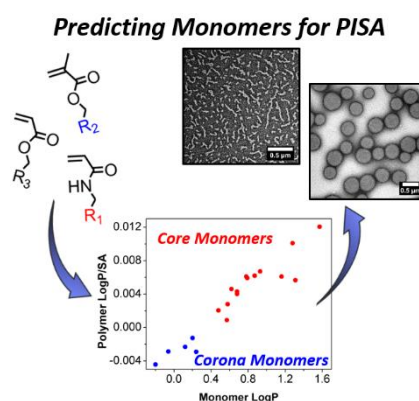 Predicting Monomers for PISA
O
O
R₂
O
O
R₃
O
NH
R₁
0.5 µm
0.5 µm
Polymer LogP/SA
0.012
0.008
0.004
0.000
-0.004
Core Monomers
Corona Monomers
0.0 0.4 0.8 1.2 1.6
Monomer LogP